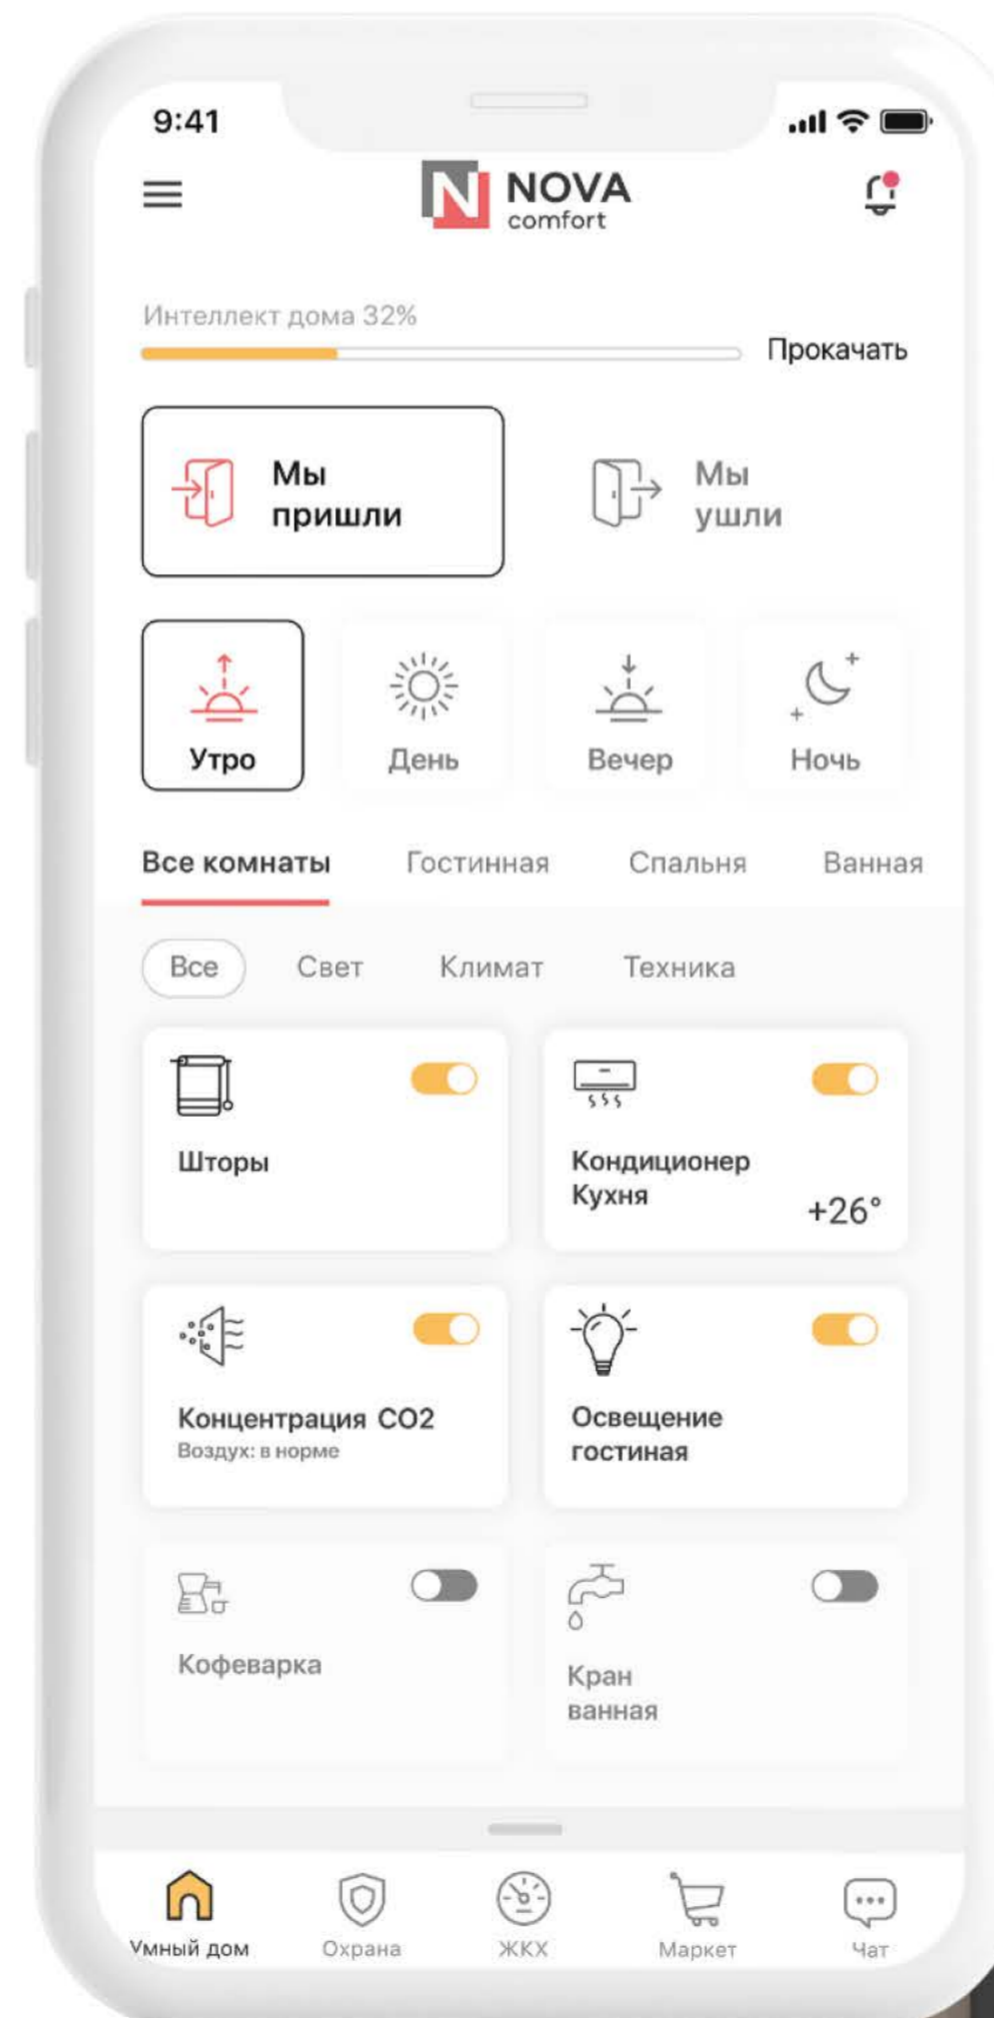 9:41
NOVA
comfort
Интеллект дома 32%
Прокачать
Мы
пришли
Мы
ушли
Утро
День
Вечер
Ночь
Все комнаты
Гостинная
Спальня
Ванная
Все
Свет
Климат
Техника
Шторы
Кондиционер
Кухня
+26°
Концентрация CO2
Воздух: в норме
Освещение
гостиная
Кофеварка
Кран
ванная
Умный дом
Охрана
ЖКХ
Маркет
Чат